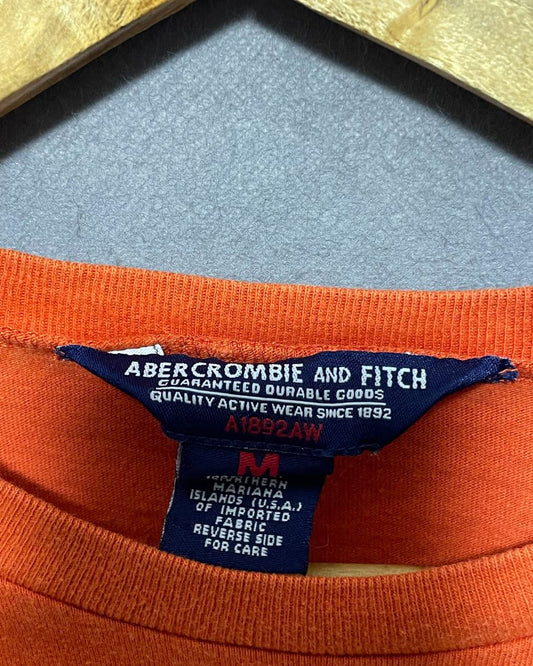 ABERCROMBIE AND FITCH
GUARANTEED DURABLE GOODS
QUALITY ACTIVE WEAR SINCE 1892
A1892AW
M
NORTHERN
MARIANA
ISLANDS (U.S.A.)
OF IMPORTED
FABRIC
REVERSE SIDE
FOR CARE